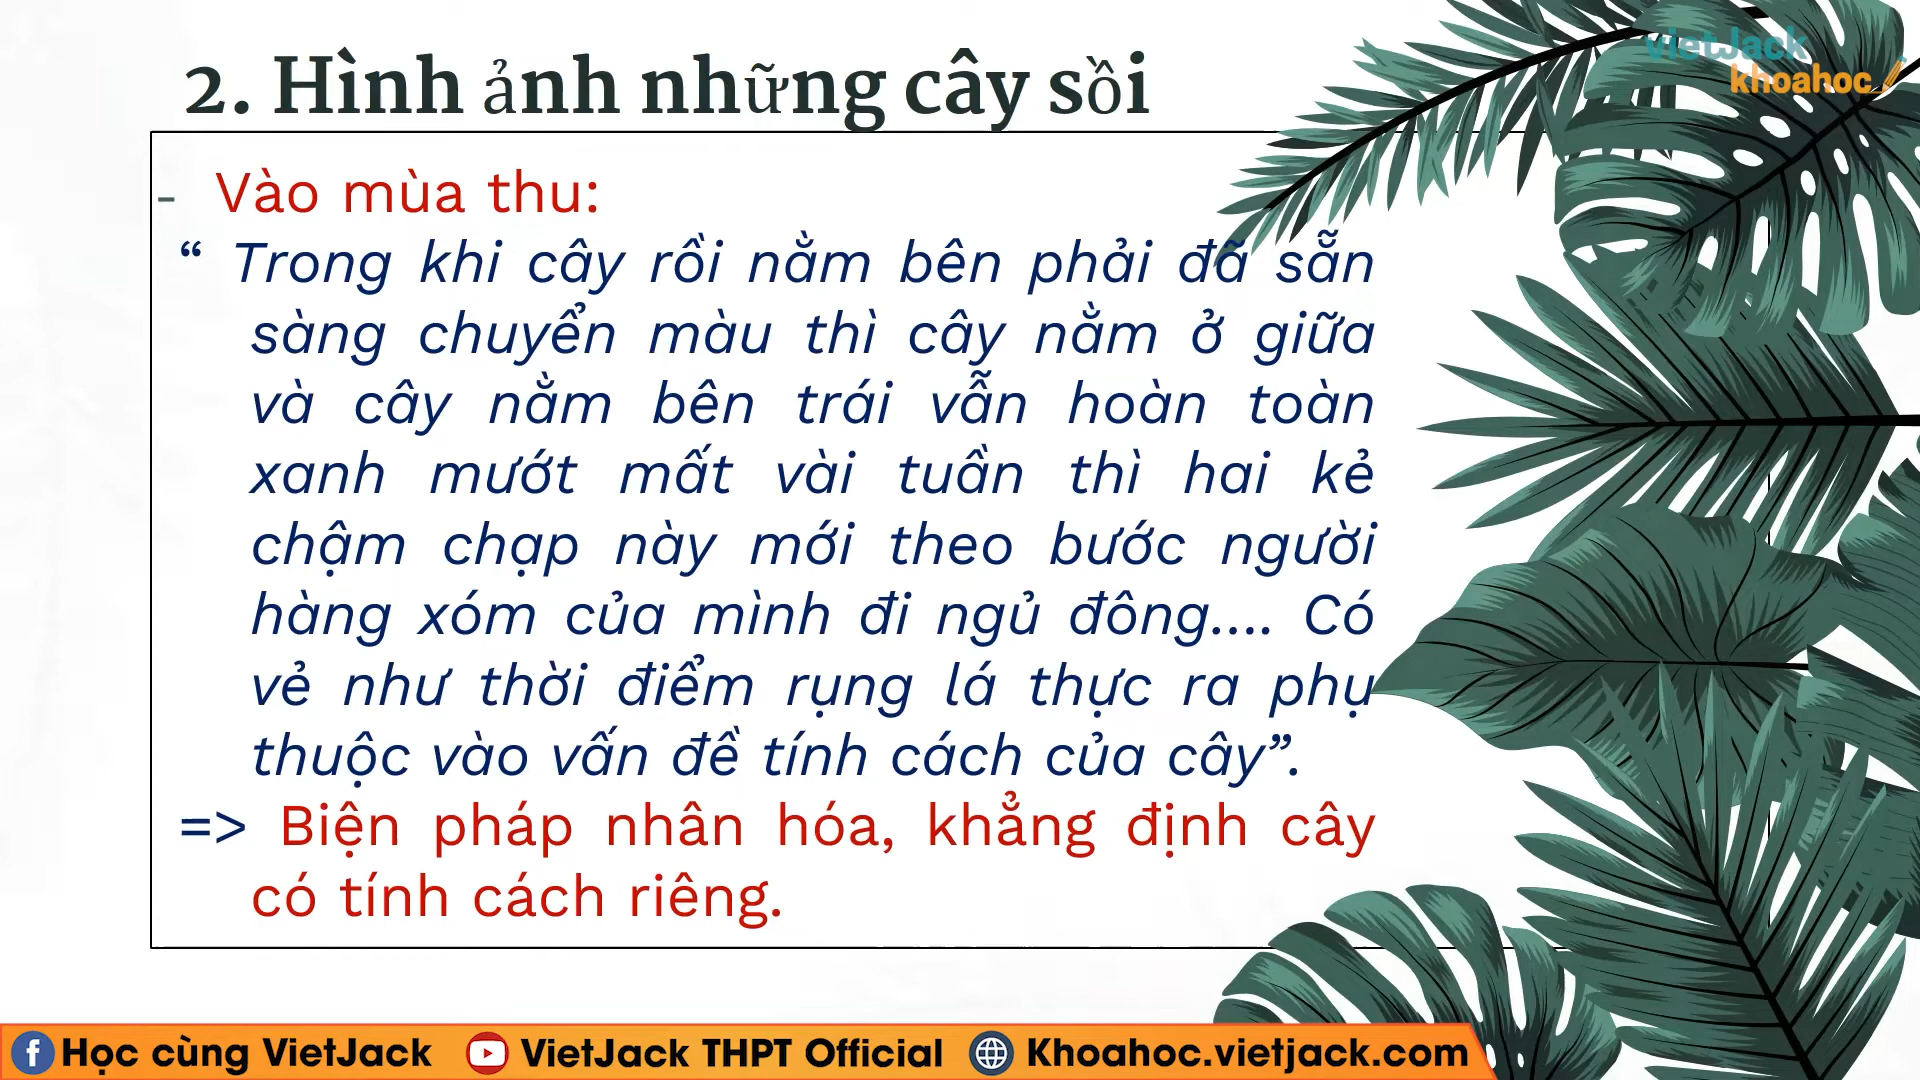 2. Hình ảnh những cây sồi
vietJack
khoahoc
- Vào mùa thu:
“ Trong khi cây rồi nằm bên phải đã sẵn
sàng chuyển màu thì cây nằm ở giữa
và cây nằm bên trái vẫn hoàn toàn
xanh mướt mất vài tuần thì hai kẻ
chậm chạp này mới theo bước người
hàng xóm của mình đi ngủ đông.... Có
vẻ như thời điểm rụng lá thực ra phụ
thuộc vào vấn đề tính cách của cây”.
=> Biện pháp nhân hóa, khẳng định cây
có tính cách riêng.
Học cùng VietJack VietJack THPT Official Khoahoc.vietjack.com